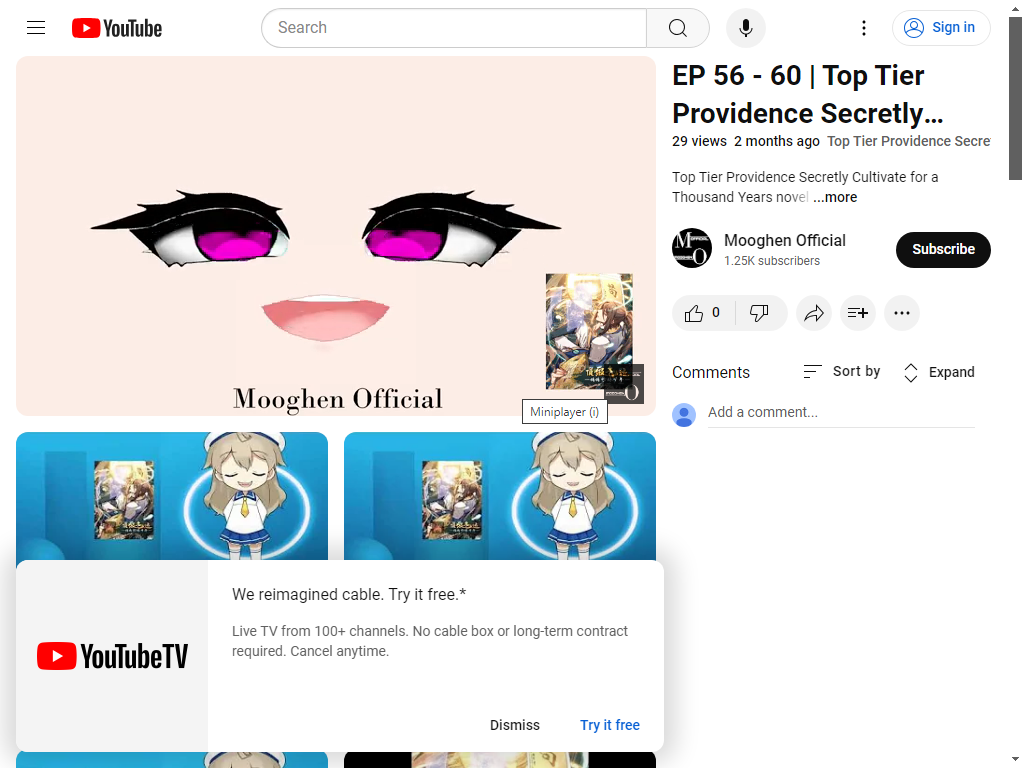 YouTube
Search
Sign in
EP 56 - 60 | Top Tier
Providence Secretly…
29 views 2 months ago Top Tier Providence Secre
Top Tier Providence Secretly Cultivate for a
Thousand Years novel ...more
Mooghen Official
1.25K subscribers
Subscribe
0
Comments
Sort by
Expand
Add a comment...
Mooghen Official
Miniplayer (i)
YouTubeTV
We reimagined cable. Try it free.*
Live TV from 100+ channels. No cable box or long-term contract
required. Cancel anytime.
Dismiss
Try it free